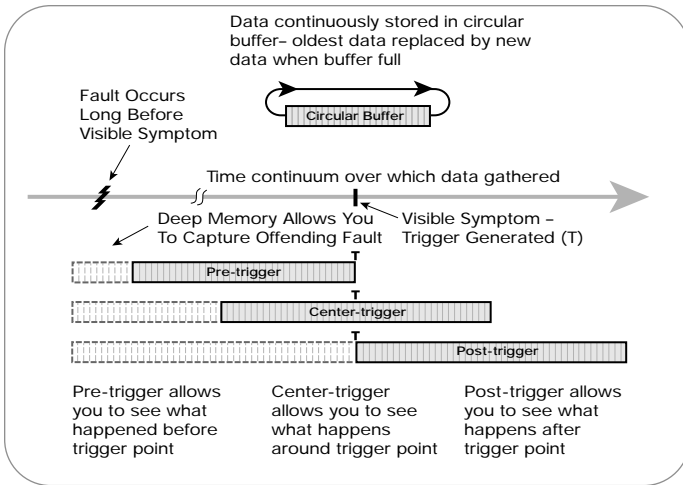 Data continuously stored in circular
buffer– oldest data replaced by new
data when buffer full
Fault Occurs
Long Before
Visible Symptom
Circular Buffer
Time continuum over which data gathered
Deep Memory Allows You
To Capture Offending Fault
Visible Symptom –
Trigger Generated (T)
T
Pre-trigger
T
Center-trigger
T
Post-trigger
Pre-trigger allows
you to see what
happened before
trigger point
Center-trigger
allows you to see
what happens
around trigger point
Post-trigger allows
you to see what
happens after
trigger point